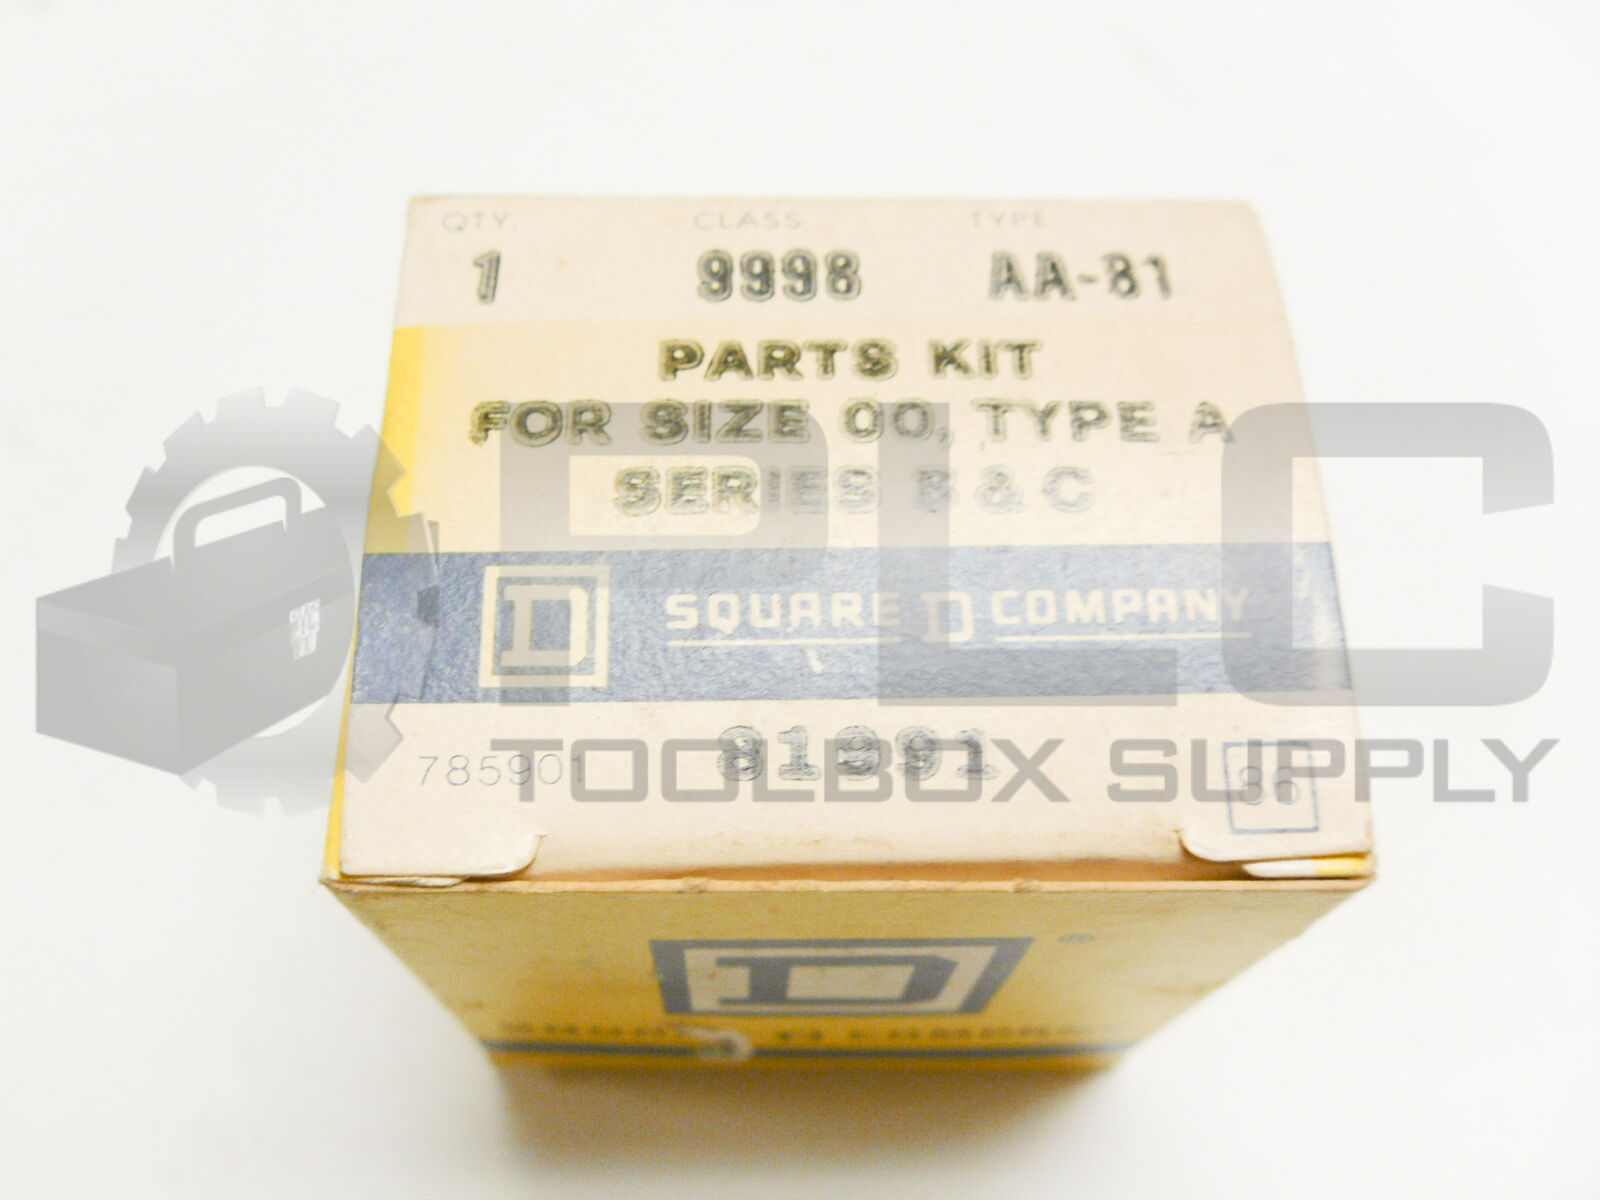 QTY. CLASS TYPE
1 9998 AA-81
PARTS KIT
FOR SIZE 00, TYPE A
SERIES B & C
D SQUARE D COMPANY
785901 81991 86
PLC
TOOLBOX SUPPLY
D ®